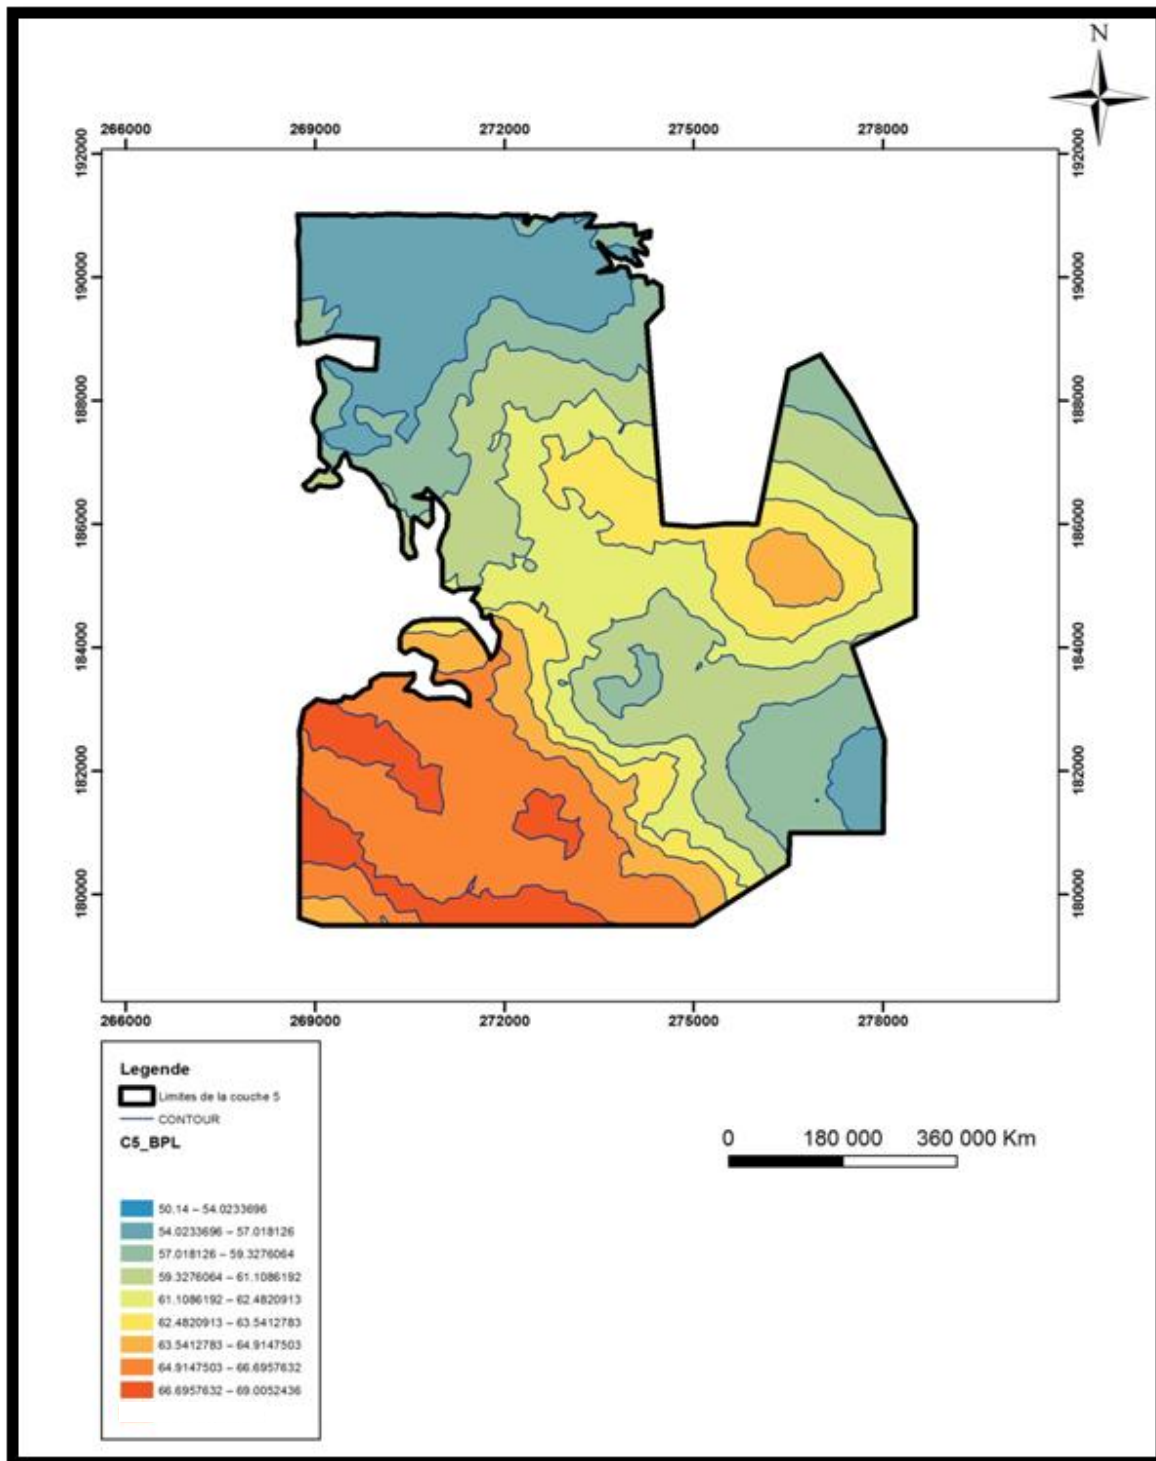 N
266000 269000 272000 275000 278000
192000 192000
190000 190000
188000 188000
186000 186000
184000 184000
182000 182000
180000 180000
266000 269000 272000 275000 278000
Legende
Limites de la couche 5
CONTOUR
C5_BPL
50.14 – 54.0233696
54.0233696 – 57.018126
57.018126 – 59.3276064
59.3276064 – 61.1086192
61.1086192 – 62.4820913
62.4820913 – 63.5412783
63.5412783 – 64.9147503
64.9147503 – 66.6957632
66.6957632 – 69.0052436
0 180 000 360 000 Km